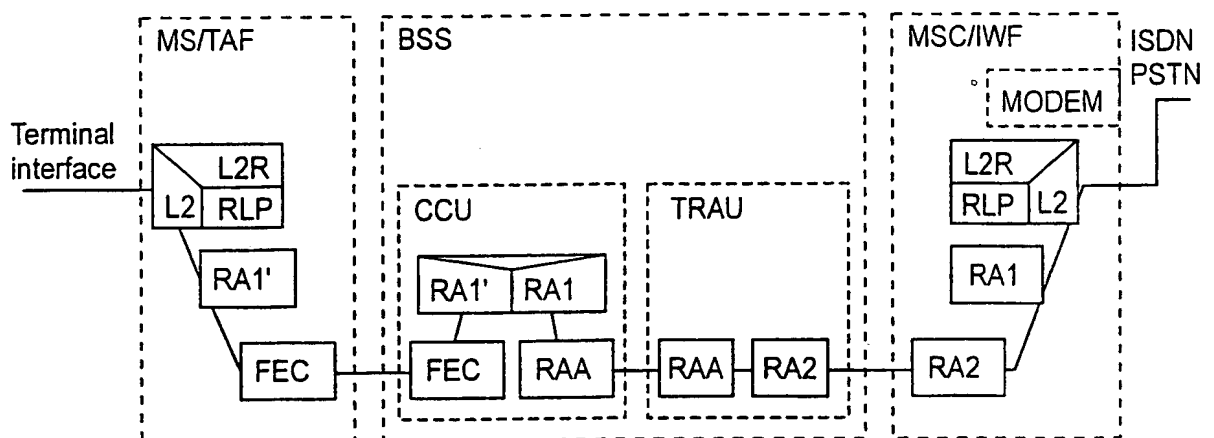 MS/TAF
BSS
MSC/IWF
ISDN
PSTN
MODEM
Terminal
interface
L2R
L2
RLP
L2R
RLP
L2
CCU
TRAU
RA1'
RA1'
RA1
RA1
FEC
FEC
RAA
RAA
RA2
RA2